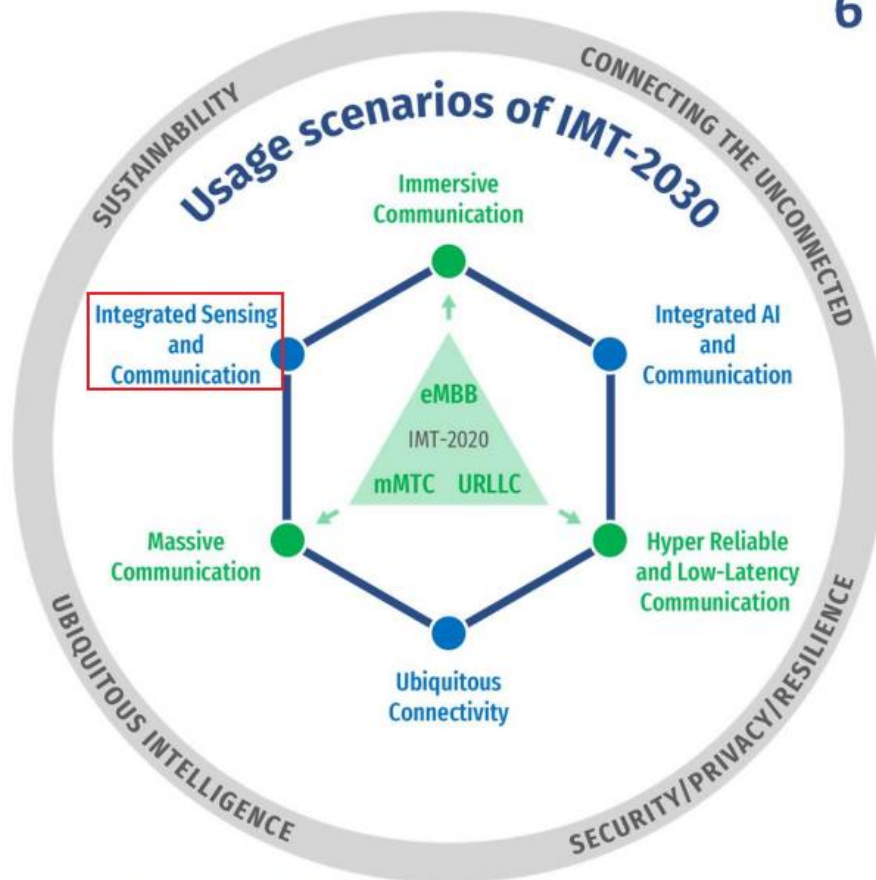 6
SUSTAINABILITY
CONNECTING THE UNCONNECTED
Usage scenarios of IMT-2030
Immersive
Communication
Integrated Sensing
and
Communication
Integrated AI
and
Communication
eMBB
IMT-2020
mMTC URLLC
Massive
Communication
Hyper Reliable
and Low-Latency
Communication
Ubiquitous
Connectivity
UBIQUITOUS INTELLIGENCE
SECURITY/PRIVACY/RESILIENCE